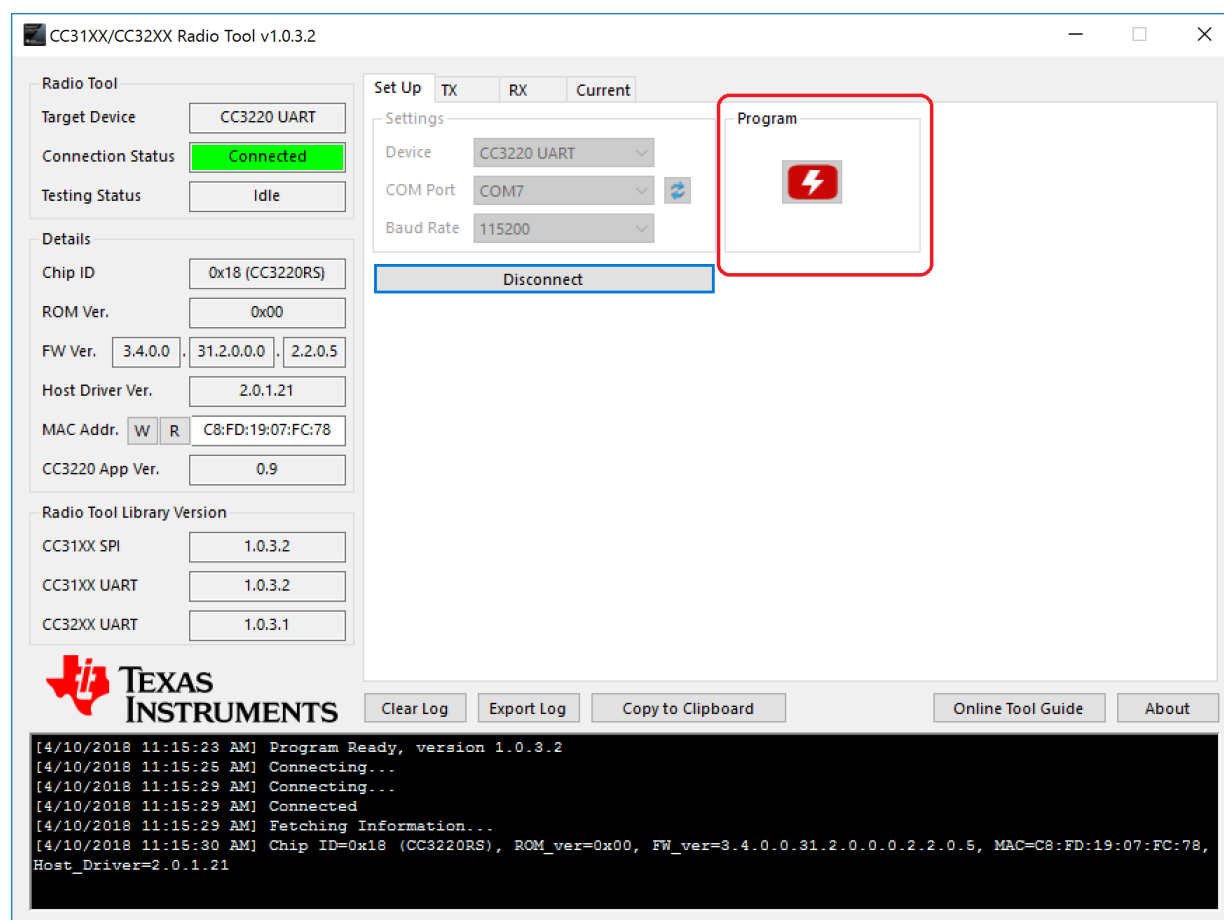 CC31XX/CC32XX Radio Tool v1.0.3.2
Radio Tool
Target Device CC3220 UART
Connection Status Connected
Testing Status Idle
Details
Chip ID 0x18 (CC3220RS)
ROM Ver. 0x00
FW Ver. 3.4.0.0 . 31.2.0.0.0 . 2.2.0.5
Host Driver Ver. 2.0.1.21
MAC Addr. W R C8:FD:19:07:FC:78
CC3220 App Ver. 0.9
Radio Tool Library Version
CC31XX SPI 1.0.3.2
CC31XX UART 1.0.3.2
CC32XX UART 1.0.3.1
TEXAS
INSTRUMENTS
Set Up TX RX Current
Settings
Device CC3220 UART
COM Port COM7
Baud Rate 115200
Disconnect
Program
Clear Log Export Log Copy to Clipboard Online Tool Guide About
[4/10/2018 11:15:23 AM] Program Ready, version 1.0.3.2
[4/10/2018 11:15:25 AM] Connecting...
[4/10/2018 11:15:29 AM] Connecting...
[4/10/2018 11:15:29 AM] Connected
[4/10/2018 11:15:29 AM] Fetching Information...
[4/10/2018 11:15:30 AM] Chip ID=0x18 (CC3220RS), ROM_ver=0x00, FW_ver=3.4.0.0.31.2.0.0.0.2.2.0.5, MAC=C8:FD:19:07:FC:78,
Host_Driver=2.0.1.21